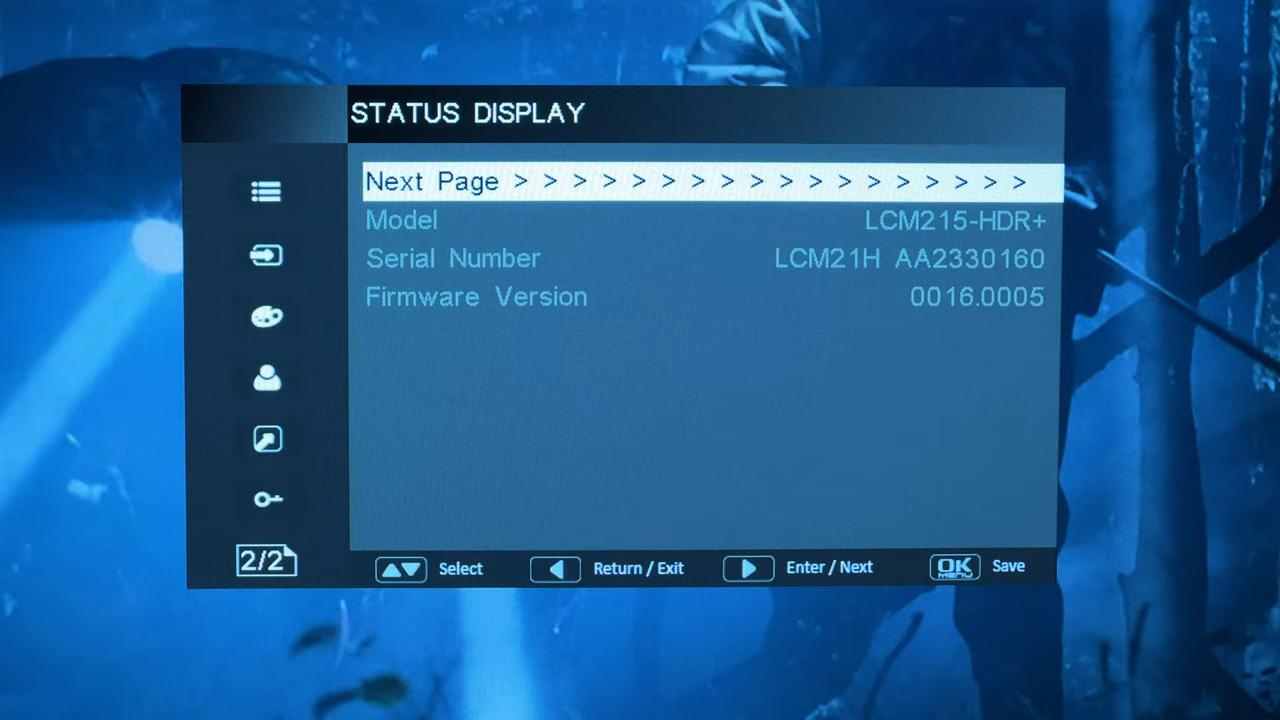 STATUS DISPLAY
Next Page > > > > > > > > > > > > > > > > > >
Model LCM215-HDR+
Serial Number LCM21H AA2330160
Firmware Version 0016.0005
2/2 Select Return / Exit Enter / Next OK MENU Save